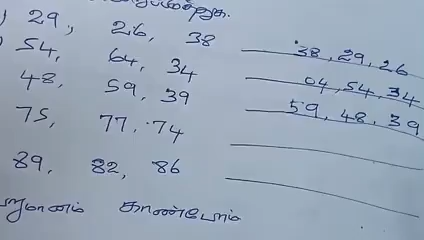 29, 26, 38 38, 29, 26
54, 64, 34 64, 54, 34
48, 59, 39 59, 48, 39
75, 77, 74
89, 82, 86
காண்போம்